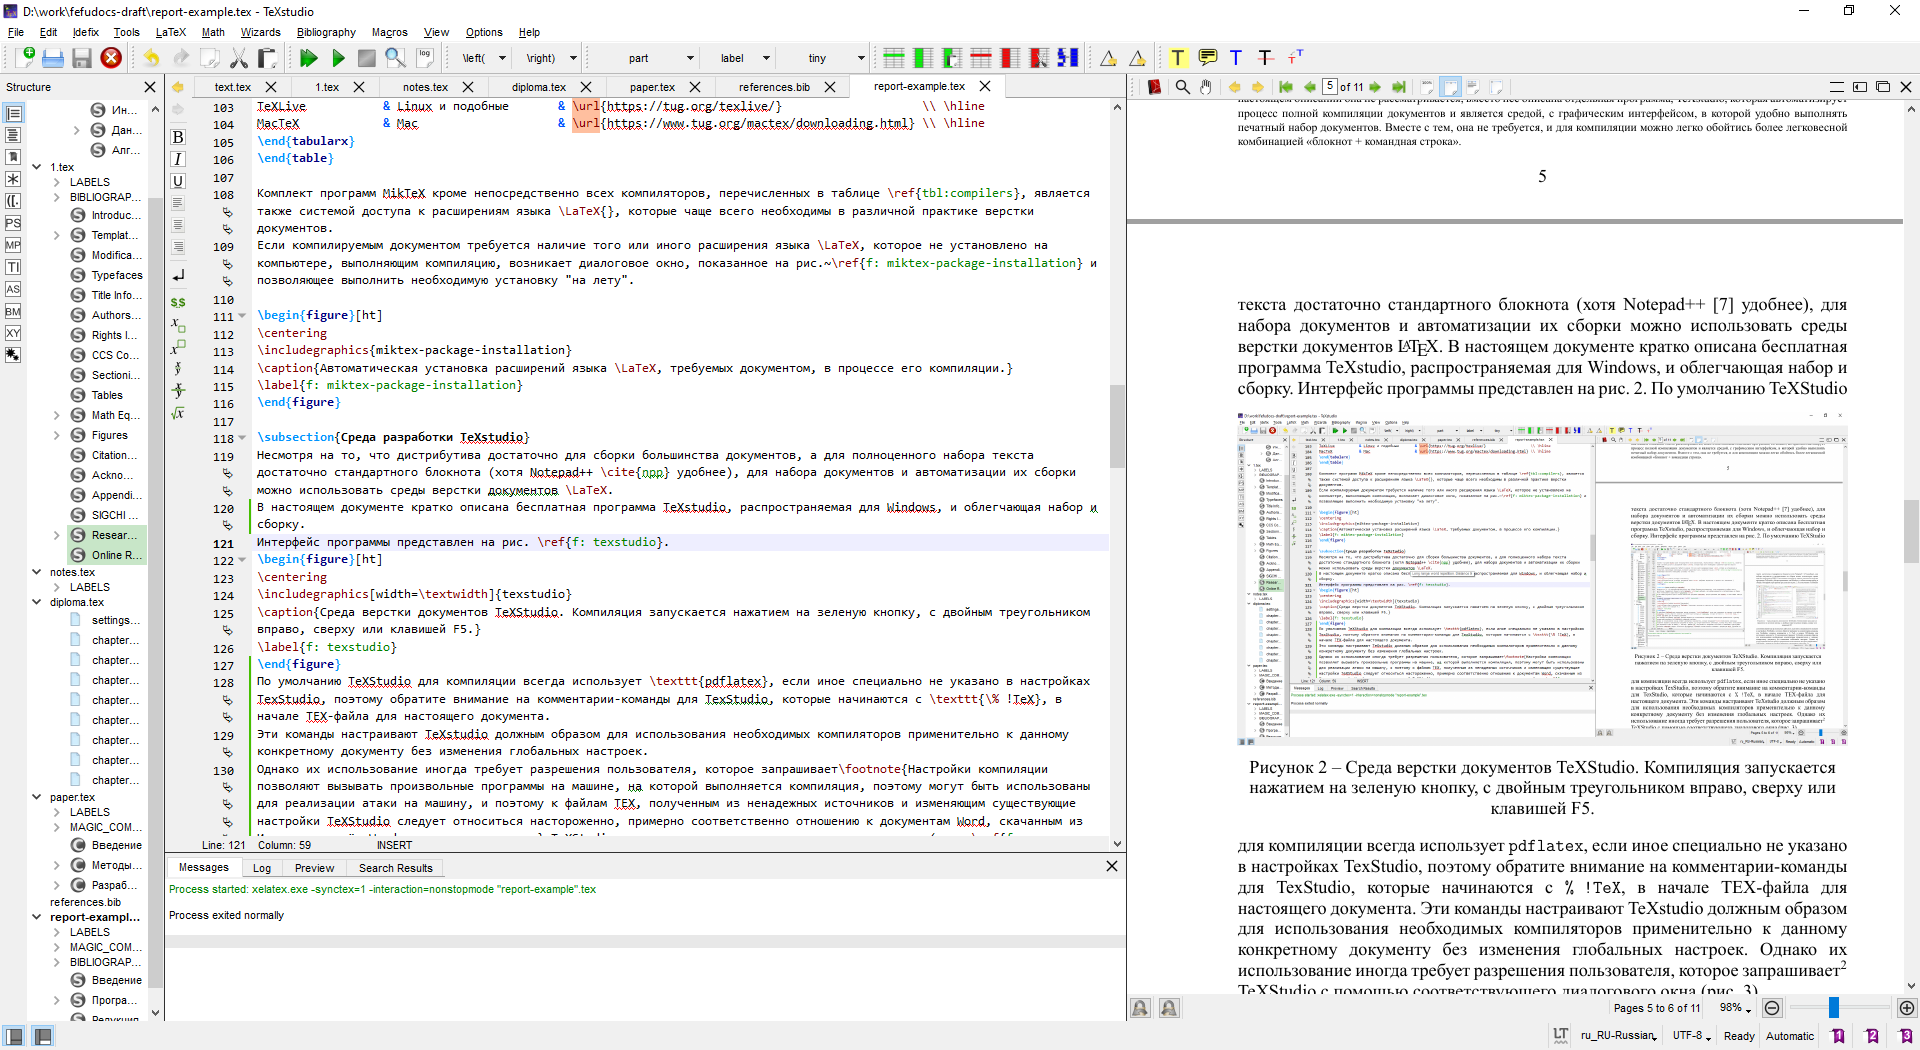 D:\work\fefudocs-draft\report-example.tex - TeXstudio
File Edit Idefix Tools LaTeX Math Wizards Bibliography Macros View Options Help
\left( \right) part label tiny
Structure
text.tex 1.tex notes.tex diploma.tex paper.tex references.bib report-example.tex
5 of 11
Ин...
Дан...
Алг...
1.tex
LABELS
BIBLIOGRAP...
Introduc...
Templat...
Modifica...
Typefaces
Title Info...
Authors...
Rights I...
CCS Co...
Sectioni...
Tables
Math Eq...
Figures
Citation...
Ackno...
Appendi...
SIGCHI ...
Resear...
Online R...
notes.tex
LABELS
diploma.tex
settings...
chapter...
chapter...
chapter...
chapter...
chapter...
chapter...
chapter...
chapter...
paper.tex
LABELS
MAGIC_COM...
Введение
Методы...
Разраб...
references.bib
report-exampl...
LABELS
MAGIC_COM...
BIBLIOGRAP...
Введение
Програ...
Редукция
103 TeXLive & Linux и подобные & \url{https://tug.org/texlive/} \\ \hline
104 MacTeX & Mac & \url{https://www.tug.org/mactex/downloading.html} \\ \hline
105 \end{tabularx}
106 \end{table}
107
108 Комплект программ MikTeX кроме непосредственно всех компиляторов, перечисленных в таблице \ref{tbl:compilers}, является
также системой доступа к расширениям языка \LaTeX{}, которые чаще всего необходимы в различной практике верстки
документов.
109 Если компилируемым документом требуется наличие того или иного расширения языка \LaTeX, которое не установлено на
компьютере, выполняющим компиляцию, возникает диалоговое окно, показанное на рис.~\ref{f: miktex-package-installation} и
позволяющее выполнить необходимую установку "на лету".
110
111 \begin{figure}[ht]
112 \centering
113 \includegraphics{miktex-package-installation}
114 \caption{Автоматическая установка расширений языка \LaTeX, требуемых документом, в процессе его компиляции.}
115 \label{f: miktex-package-installation}
116 \end{figure}
117
118 \subsection{Среда разработки TeXstudio}
119 Несмотря на то, что дистрибутива достаточно для сборки большинства документов, а для полноценного набора текста
достаточно стандартного блокнота (хотя Notepad++ \cite{npp} удобнее), для набора документов и автоматизации их сборки
можно использовать среды верстки документов \LaTeX.
120 В настоящем документе кратко описана бесплатная программа TeXstudio, распространяемая для Windows, и облегчающая набор и
сборку.
121 Интерфейс программы представлен на рис. \ref{f: texstudio}.
122 \begin{figure}[ht]
123 \centering
124 \includegraphics[width=\textwidth]{texstudio}
125 \caption{Среда верстки документов TeXStudio. Компиляция запускается нажатием на зеленую кнопку, с двойным треугольником
вправо, сверху или клавишей F5.}
126 \label{f: texstudio}
127 \end{figure}
128 По умолчанию TeXStudio для компиляции всегда использует \texttt{pdflatex}, если иное специально не указано в настройках
TexStudio, поэтому обратите внимание на комментарии-команды для TexStudio, которые начинаются с \texttt{\% !TeX}, в
начале TEX-файла для настоящего документа.
129 Эти команды настраивают TeXstudio должным образом для использования необходимых компиляторов применительно к данному
конкретному документу без изменения глобальных настроек.
130 Однако их использование иногда требует разрешения пользователя, которое запрашивает\footnote{Настройки компиляции
позволяют вызывать произвольные программы на машине, на которой выполняется компиляция, поэтому могут быть использованы
для реализации атаки на машину, и поэтому к файлам TEX, полученным из ненадежных источников и изменяющим существующие
настройки TeXStudio следует относиться настороженно, примерно соответственно отношению к документам Word, скачанным из
Line: 121 Column: 59 INSERT
Messages Log Preview Search Results
Process started: xelatex.exe -synctex=1 -interaction=nonstopmode "report-example".tex
Process exited normally
процесс полной компиляции документов и является средой, с графическим интерфейсом, в которой удобно выполнять
печатный набор документов. Вместе с тем, она не требуется, и для компиляции можно легко обойтись более легковесной
комбинацией «блокнот + командная строка».
5
текста достаточно стандартного блокнота (хотя Notepad++ [7] удобнее), для
набора документов и автоматизации их сборки можно использовать среды
верстки документов LATEX. В настоящем документе кратко описана бесплатная
программа TeXstudio, распространяемая для Windows, и облегчающая набор и
сборку. Интерфейс программы представлен на рис. 2. По умолчанию TeXStudio
Рисунок 2 – Среда верстки документов TeXStudio. Компиляция запускается
нажатием на зеленую кнопку, с двойным треугольником вправо, сверху или
клавишей F5.
для компиляции всегда использует pdflatex, если иное специально не указано
в настройках TexStudio, поэтому обратите внимание на комментарии-команды
для TexStudio, которые начинаются с % !TeX, в начале TEX-файла для
настоящего документа. Эти команды настраивают TeXstudio должным образом
для использования необходимых компиляторов применительно к данному
конкретному документу без изменения глобальных настроек. Однако их
использование иногда требует разрешения пользователя, которое запрашивает2
TeXStudio с помощью соответствующего диалогового окна (рис. 3)
Pages 5 to 6 of 11 98%
LT ru_RU-Russian UTF-8 Ready Automatic 1 2 3